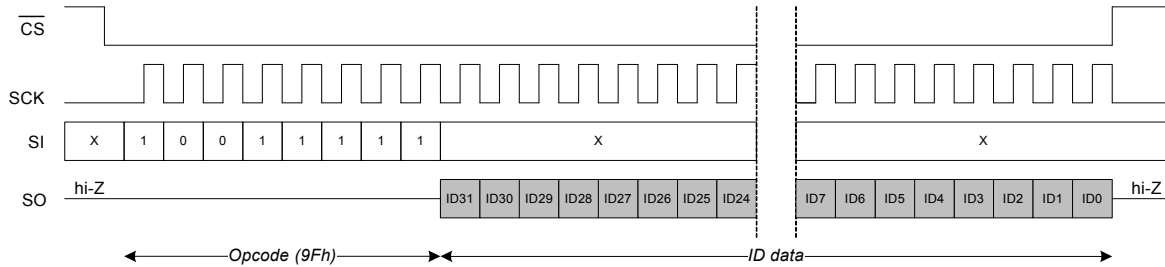 CS
SCK
SI X 1 0 0 1 1 1 1 1 X X
SO hi-Z ID31 ID30 ID29 ID28 ID27 ID26 ID25 ID24 ID7 ID6 ID5 ID4 ID3 ID2 ID1 ID0 hi-Z
Opcode (9Fh) ID data